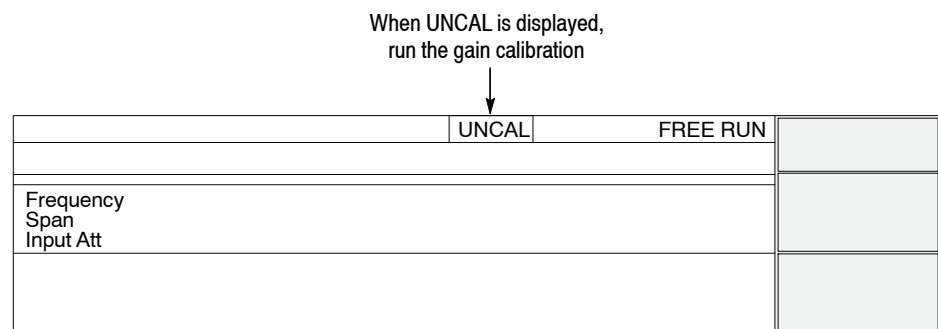 When UNCAL is displayed,
run the gain calibration
UNCAL
FREE RUN
Frequency
Span
Input Att